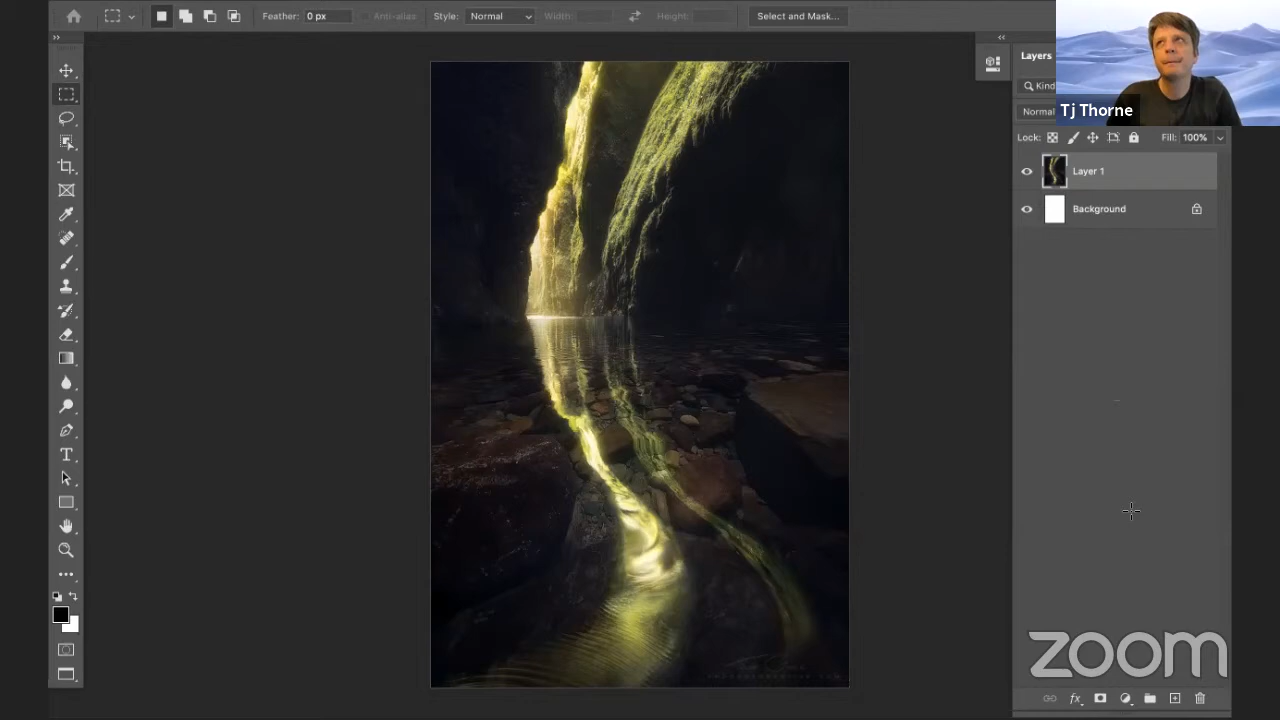 Feather: 0 px Anti-alias Style: Normal Width: Height: Select and Mask...
Layers
Kind
Normal
Tj Thorne
Lock: Fill: 100%
Layer 1
Background
T
fx
zoom